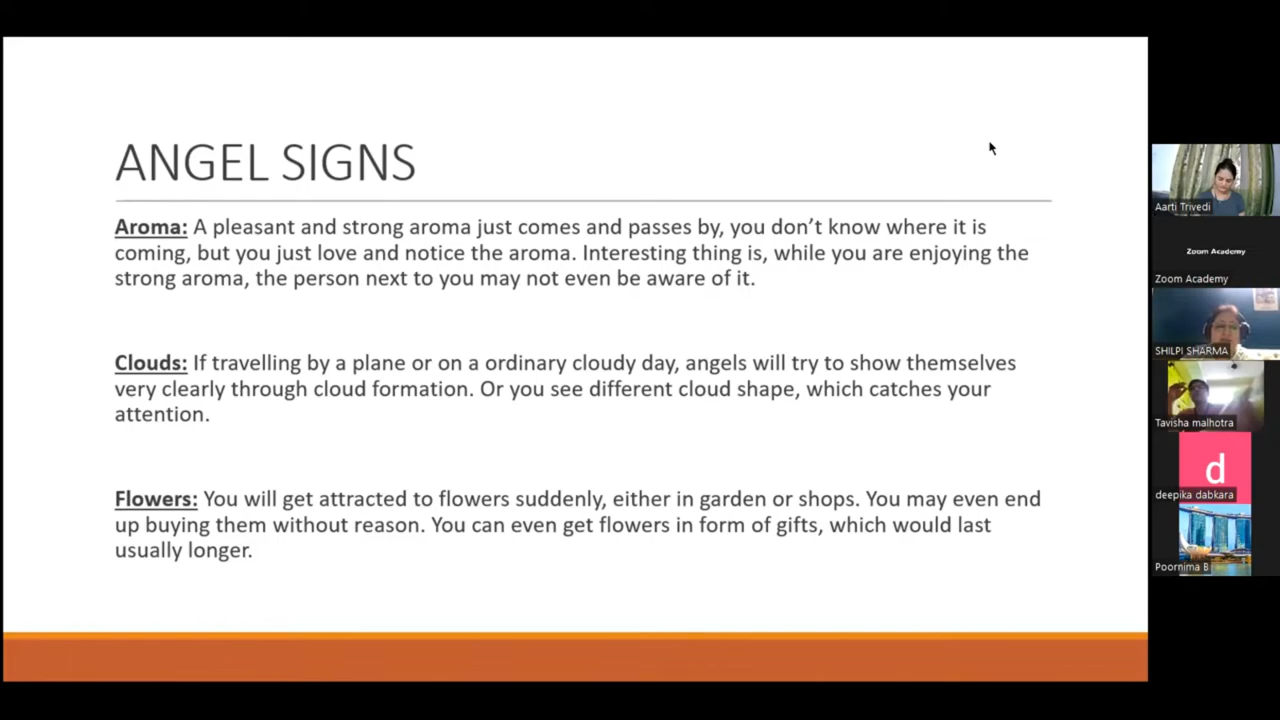 ANGEL SIGNS
Aroma: A pleasant and strong aroma just comes and passes by, you don’t know where it is
coming, but you just love and notice the aroma. Interesting thing is, while you are enjoying the
strong aroma, the person next to you may not even be aware of it.
Clouds: If travelling by a plane or on a ordinary cloudy day, angels will try to show themselves
very clearly through cloud formation. Or you see different cloud shape, which catches your
attention.
Flowers: You will get attracted to flowers suddenly, either in garden or shops. You may even end
up buying them without reason. You can even get flowers in form of gifts, which would last
usually longer.
Aarti Trivedi
Zoom Academy
Zoom Academy
SHILPI SHARMA
Tavisha malhotra
d
deepika dabkara
Poornima B